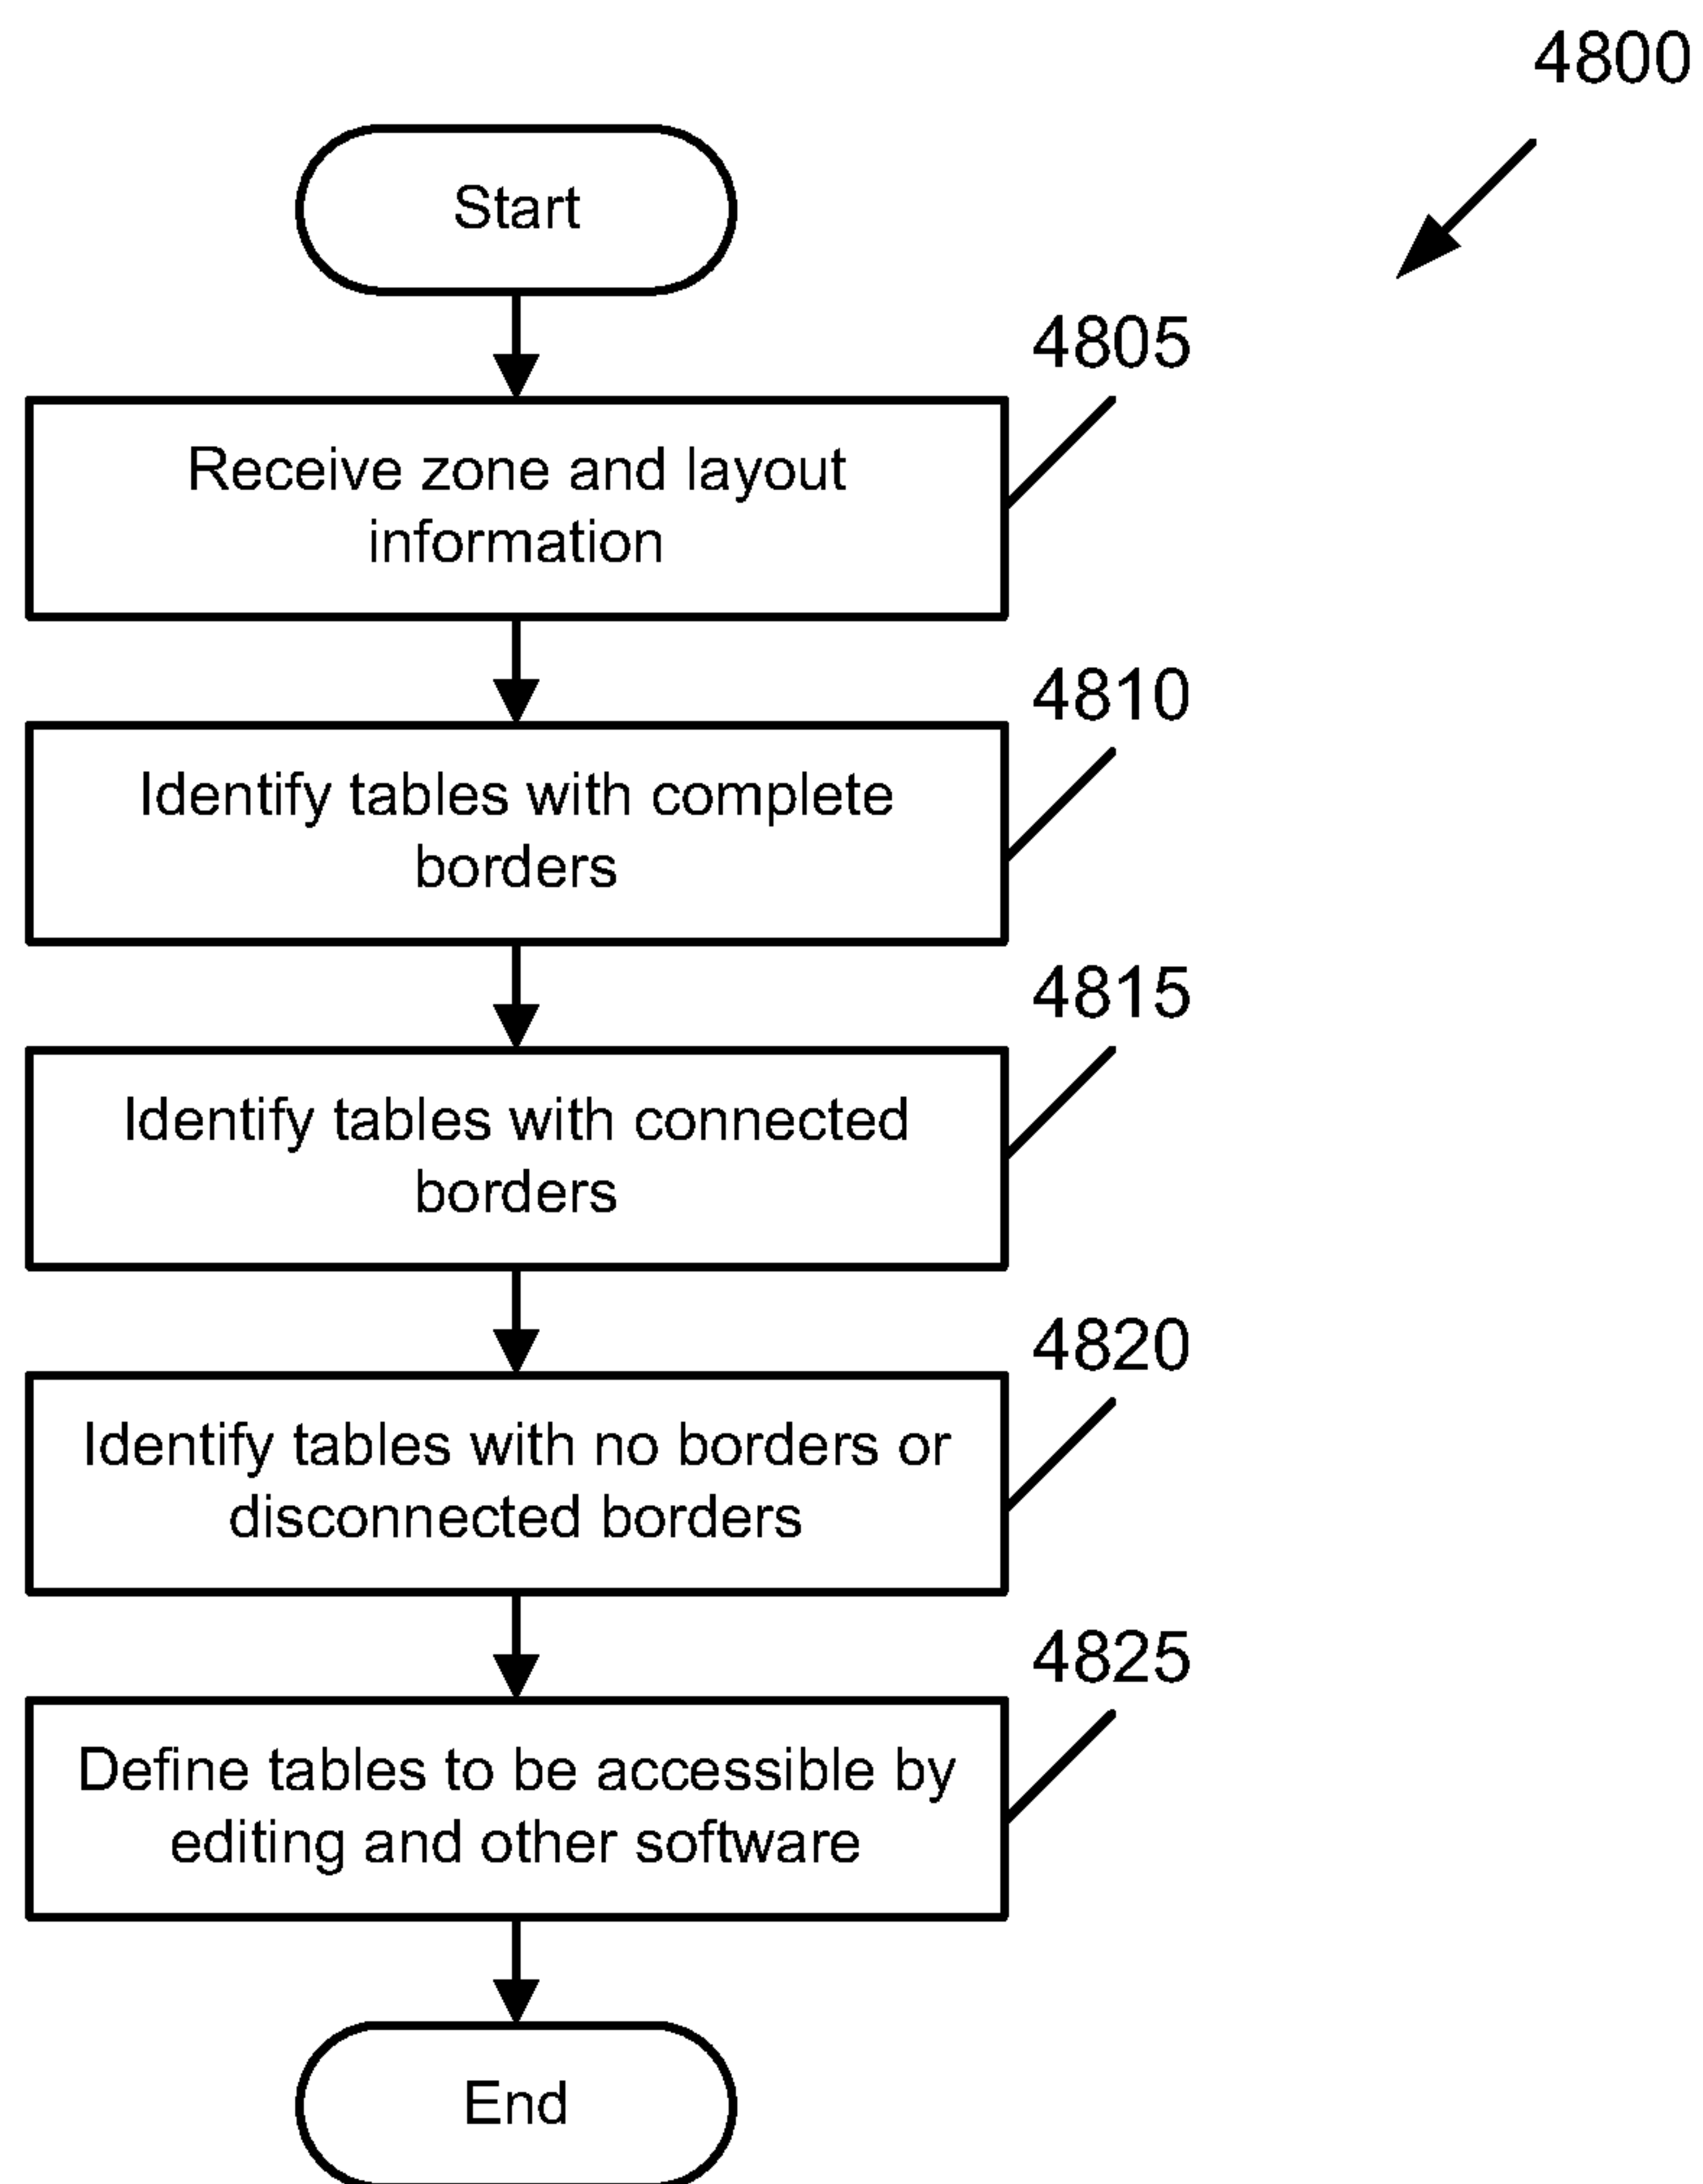 4800
Start
4805
Receive zone and layout
information
4810
Identify tables with complete
borders
4815
Identify tables with connected
borders
4820
Identify tables with no borders or
disconnected borders
4825
Define tables to be accessible by
editing and other software
End